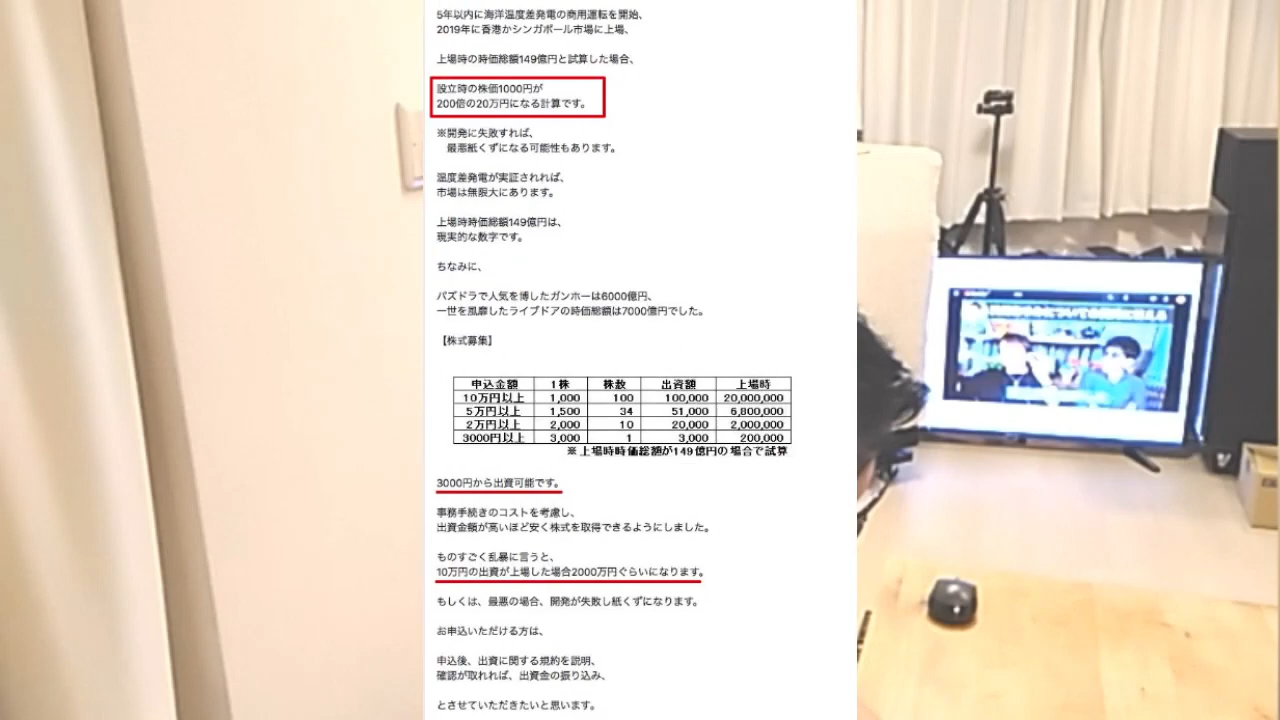 5年以内に海洋温度差発電の商用運転を開始、
2019年に香港かシンガポール市場に上場、
上場時の時価総額149億円と試算した場合、
設立時の株価1000円が
200倍の20万円になる計算です。
※開発に失敗すれば、
最悪紙くずになる可能性もあります。
温度差発電が実証されれば、
市場は無限大にあります。
上場時時価総額149億円は、
現実的な数字です。
ちなみに、
パズドラで人気を博したガンホーは6000億円、
一世を風靡したライブドアの時価総額は7000億円でした。
【株式募集】
申込金額 1株 株数 出資額 上場時
10万円以上 1,000 100 100,000 20,000,000
5万円以上 1,500 34 51,000 6,800,000
2万円以上 2,000 10 20,000 2,000,000
3000円以上 3,000 1 3,000 200,000
※上場時時価総額が149億円の場合で試算
3000円から出資可能です。
事務手続きのコストを考慮し、
出資金額が高いほど安く株式を取得できるようにしました。
ものすごく乱暴に言うと、
10万円の出資が上場した場合2000万円ぐらいになります。
もしくは、最悪の場合、開発が失敗し紙くずになります。
お申込いただける方は、
申込後、出資に関する規約を説明、
確認が取れれば、出資金の振り込み、
とさせていただきたいと思います。